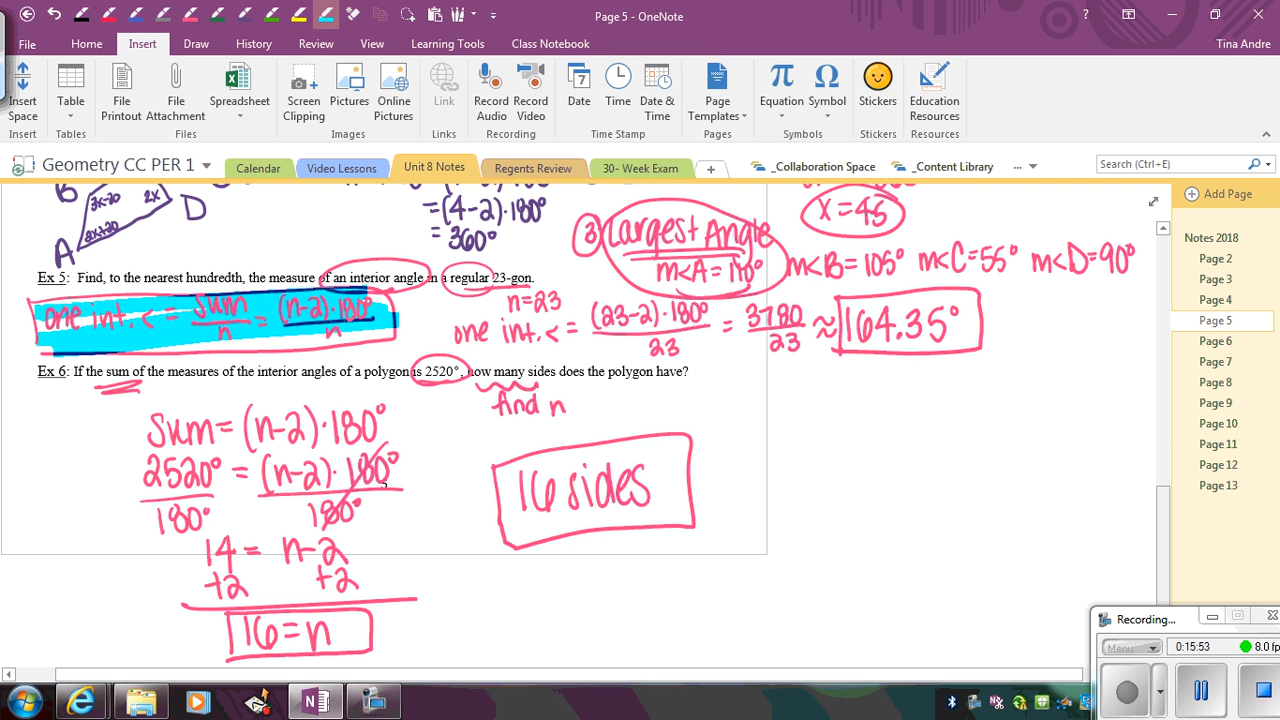 Page 5 - OneNote
?
File Home Insert Draw History Review View Learning Tools Class Notebook
Tina Andre
Insert Space
Table
File Printout
File Attachment
Spreadsheet
Screen Clipping
Pictures
Online Pictures
Link
Record Audio
Record Video
Date
Time
Date & Time
Page Templates
Equation
Symbol
Stickers
Education Resources
Insert Tables Files Images Links Recording Time Stamp Pages Symbols Stickers Resources
Geometry CC PER 1
Calendar Video Lessons Unit 8 Notes Regents Review 30- Week Exam + _Collaboration Space _Content Library ...
Search (Ctrl+E)
Add Page
Notes 2018
Page 2
Page 3
Page 4
Page 5
Page 6
Page 7
Page 8
Page 9
Page 10
Page 11
Page 12
Page 13
B 3x-30 2x D
A 2x+20
=(4-2)·180°
= 360°
③ Largest Angle
x = 45
m<B=105° m<C=55° m<D=90°
Ex 5: Find, to the nearest hundredth, the measure of an interior angle in a regular 23-gon.
n=23
one int. < = sum/n = (n-2)·180°/n
one int. < = (23-2)·180°/23 = 3780/23 ≈ 164.35°
Ex 6: If the sum of the measures of the interior angles of a polygon is 2520°, how many sides does the polygon have?
find n
Sum = (n-2)·180°
2520° = (n-2)·180°
180° 180°
14 = n-2
+2 +2
16 = n
16 sides
Recording...
Menu
0:15:53
8.0 fp